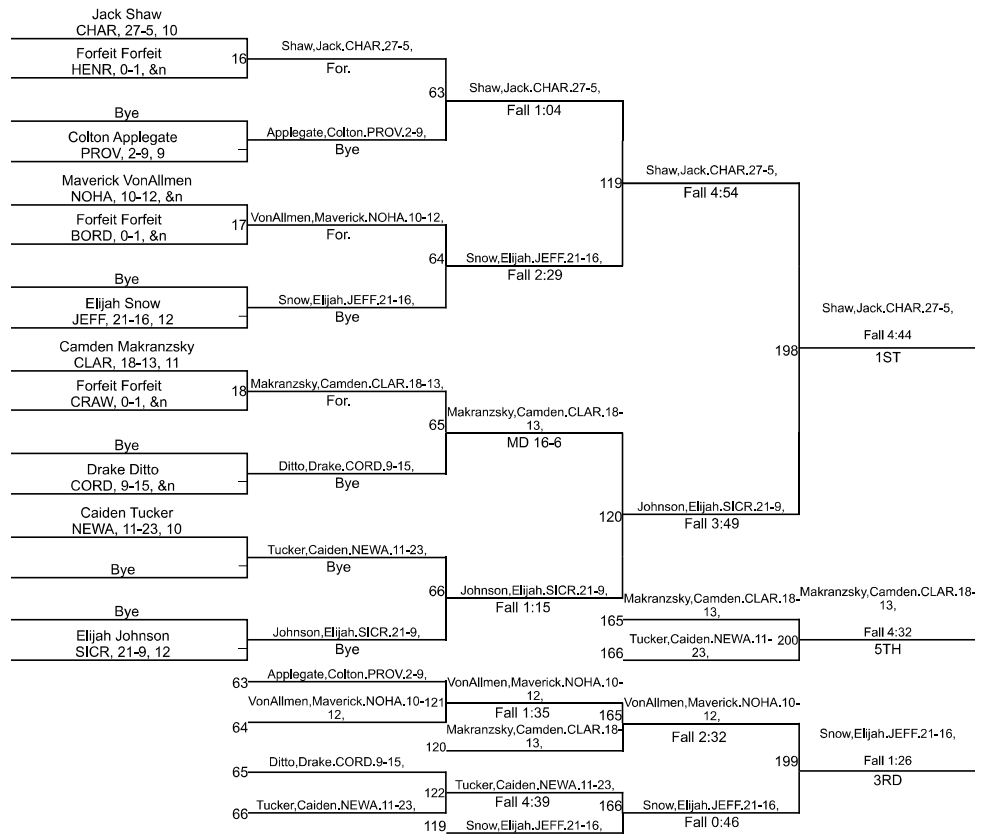 Jack Shaw
CHAR, 27-5, 10
Forfeit Forfeit
HENR, 0-1, &n
Bye
Colton Applegate
PROV, 2-9, 9
Maverick VonAllmen
NOHA, 10-12, &n
Forfeit Forfeit
BORD, 0-1, &n
Bye
Elijah Snow
JEFF, 21-16, 12
Camden Makranzsky
CLAR, 18-13, 11
Forfeit Forfeit
CRAW, 0-1, &n
Bye
Drake Ditto
CORD, 9-15, &n
Caiden Tucker
NEWA, 11-23, 10
Bye
Bye
Elijah Johnson
SICR, 21-9, 12
16
Shaw,Jack.CHAR.27-5,
For.
Applegate,Colton.PROV.2-9,
Bye
17
VonAllmen,Maverick.NOHA.10-12,
For.
Snow,Elijah.JEFF.21-16,
Bye
18
Makranzsky,Camden.CLAR.18-13,
For.
Ditto,Drake.CORD.9-15,
Bye
Tucker,Caiden.NEWA.11-23,
Bye
Johnson,Elijah.SICR.21-9,
Bye
63
Shaw,Jack.CHAR.27-5,
Fall 1:04
64
Snow,Elijah.JEFF.21-16,
Fall 2:29
65
Makranzsky,Camden.CLAR.18-
13,
MD 16-6
66
Johnson,Elijah.SICR.21-9,
Fall 1:15
119
Shaw,Jack.CHAR.27-5,
Fall 4:54
120
Johnson,Elijah.SICR.21-9,
Fall 3:49
198
Shaw,Jack.CHAR.27-5,
Fall 4:44
1ST
165
Makranzsky,Camden.CLAR.18-
13,
166
Tucker,Caiden.NEWA.11-
23,
200
Makranzsky,Camden.CLAR.18-
13,
Fall 4:32
5TH
63
Applegate,Colton.PROV.2-9,
64
VonAllmen,Maverick.NOHA.10-
12,
121
VonAllmen,Maverick.NOHA.10-
12,
Fall 1:35
120
Makranzsky,Camden.CLAR.18-
13,
165
VonAllmen,Maverick.NOHA.10-
12,
Fall 2:32
65
Ditto,Drake.CORD.9-15,
66
Tucker,Caiden.NEWA.11-23,
122
Tucker,Caiden.NEWA.11-23,
Fall 4:39
119
Snow,Elijah.JEFF.21-16,
166
Snow,Elijah.JEFF.21-16,
Fall 0:46
199
Snow,Elijah.JEFF.21-16,
Fall 1:26
3RD